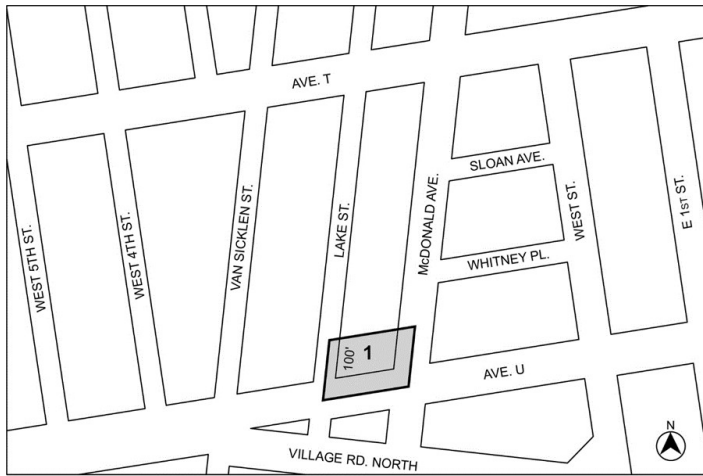 AVE. T
SLOAN AVE.
WEST 5TH ST.
WEST 4TH ST.
VAN SICKLEN ST.
LAKE ST.
McDONALD AVE.
WEST ST.
E 1ST ST.
WHITNEY PL.
100'
1
AVE. U
VILLAGE RD. NORTH
N